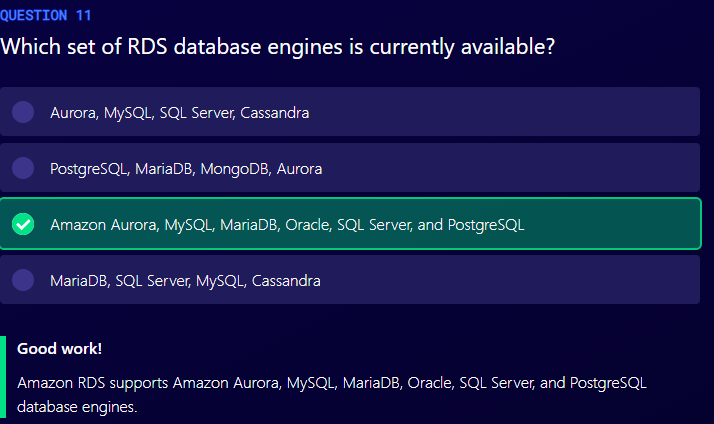 QUESTION 11
Which set of RDS database engines is currently available?
Aurora, MySQL, SQL Server, Cassandra
PostgreSQL, MariaDB, MongoDB, Aurora
Amazon Aurora, MySQL, MariaDB, Oracle, SQL Server, and PostgreSQL
MariaDB, SQL Server, MySQL, Cassandra
Good work!
Amazon RDS supports Amazon Aurora, MySQL, MariaDB, Oracle, SQL Server, and PostgreSQL
database engines.